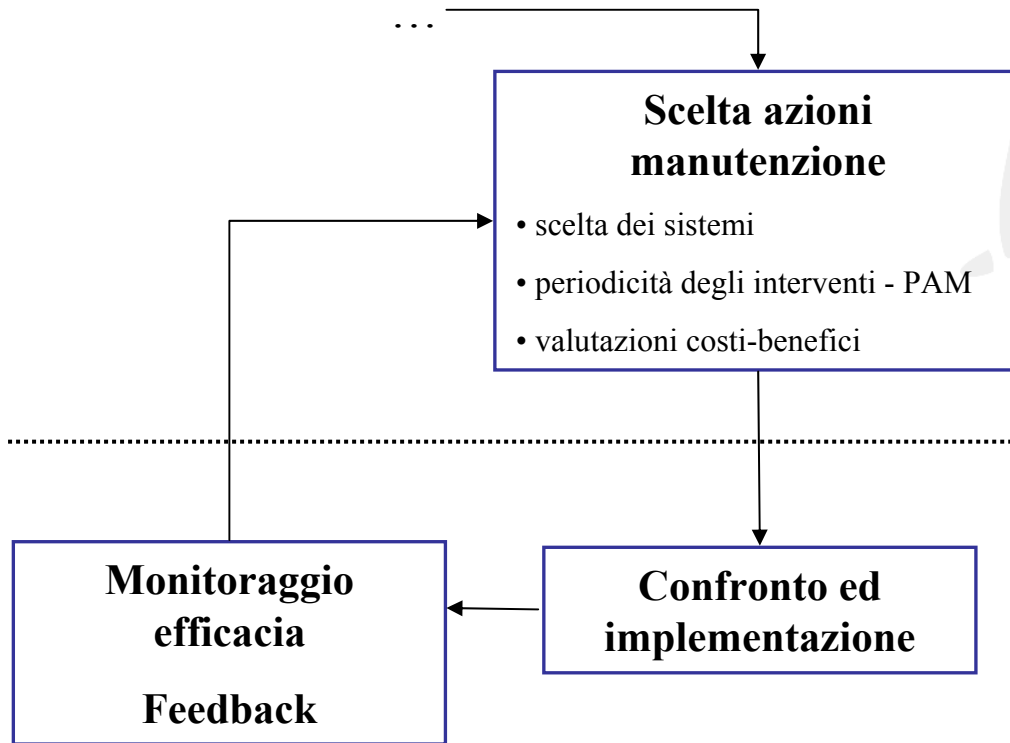 ...
Scelta azioni
manutenzione
• scelta dei sistemi
• periodicità degli interventi - PAM
• valutazioni costi-benefici
Monitoraggio
efficacia
Feedback
Confronto ed
implementazione